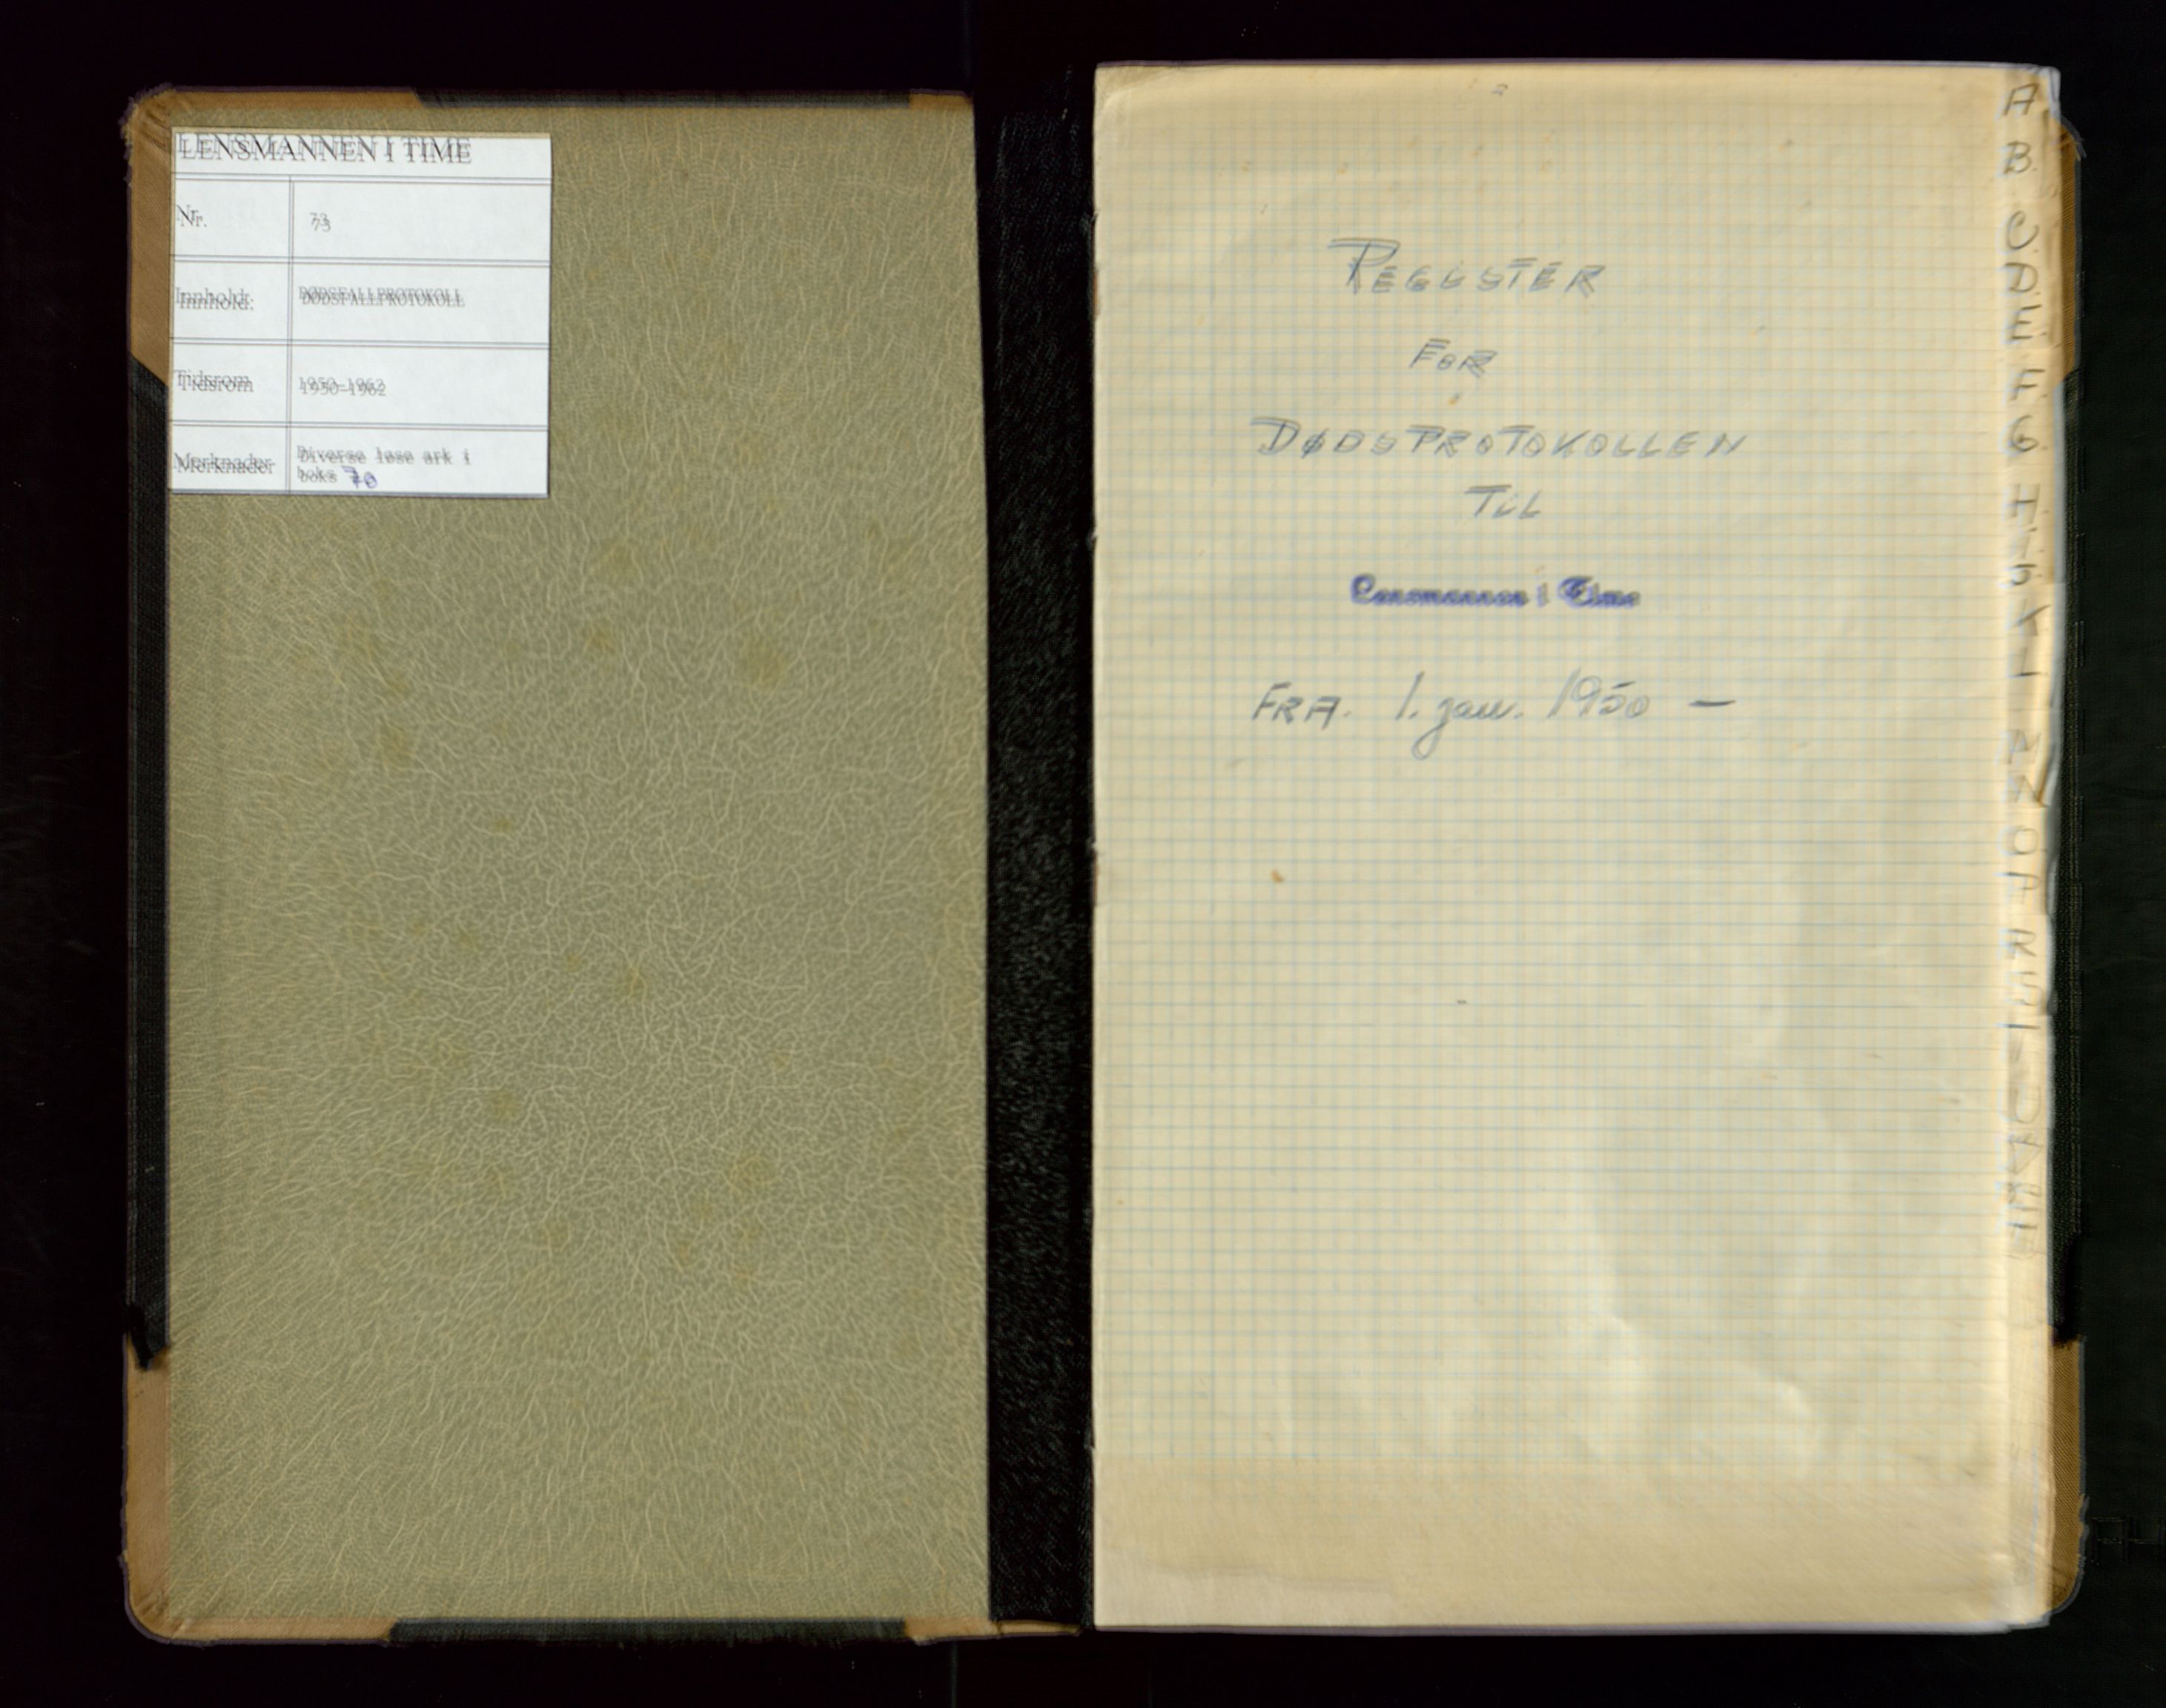 LENSMANNEN I TIME
Nr. 73
Innhold: DØDSFALLPROTOKOLL
Tidsrom 1950-1962
Merknader Diverse løse ark i
boks 70
REGISTER
FOR
DØDSPROTOKOLLEN
TIL
Lensmannen i Time
FRA. 1. jan. 1950 —
A
B.
C.
D.
E.
F.
G.
H.
I
J
K
L
M
N
O
P
R
S
T
U
V